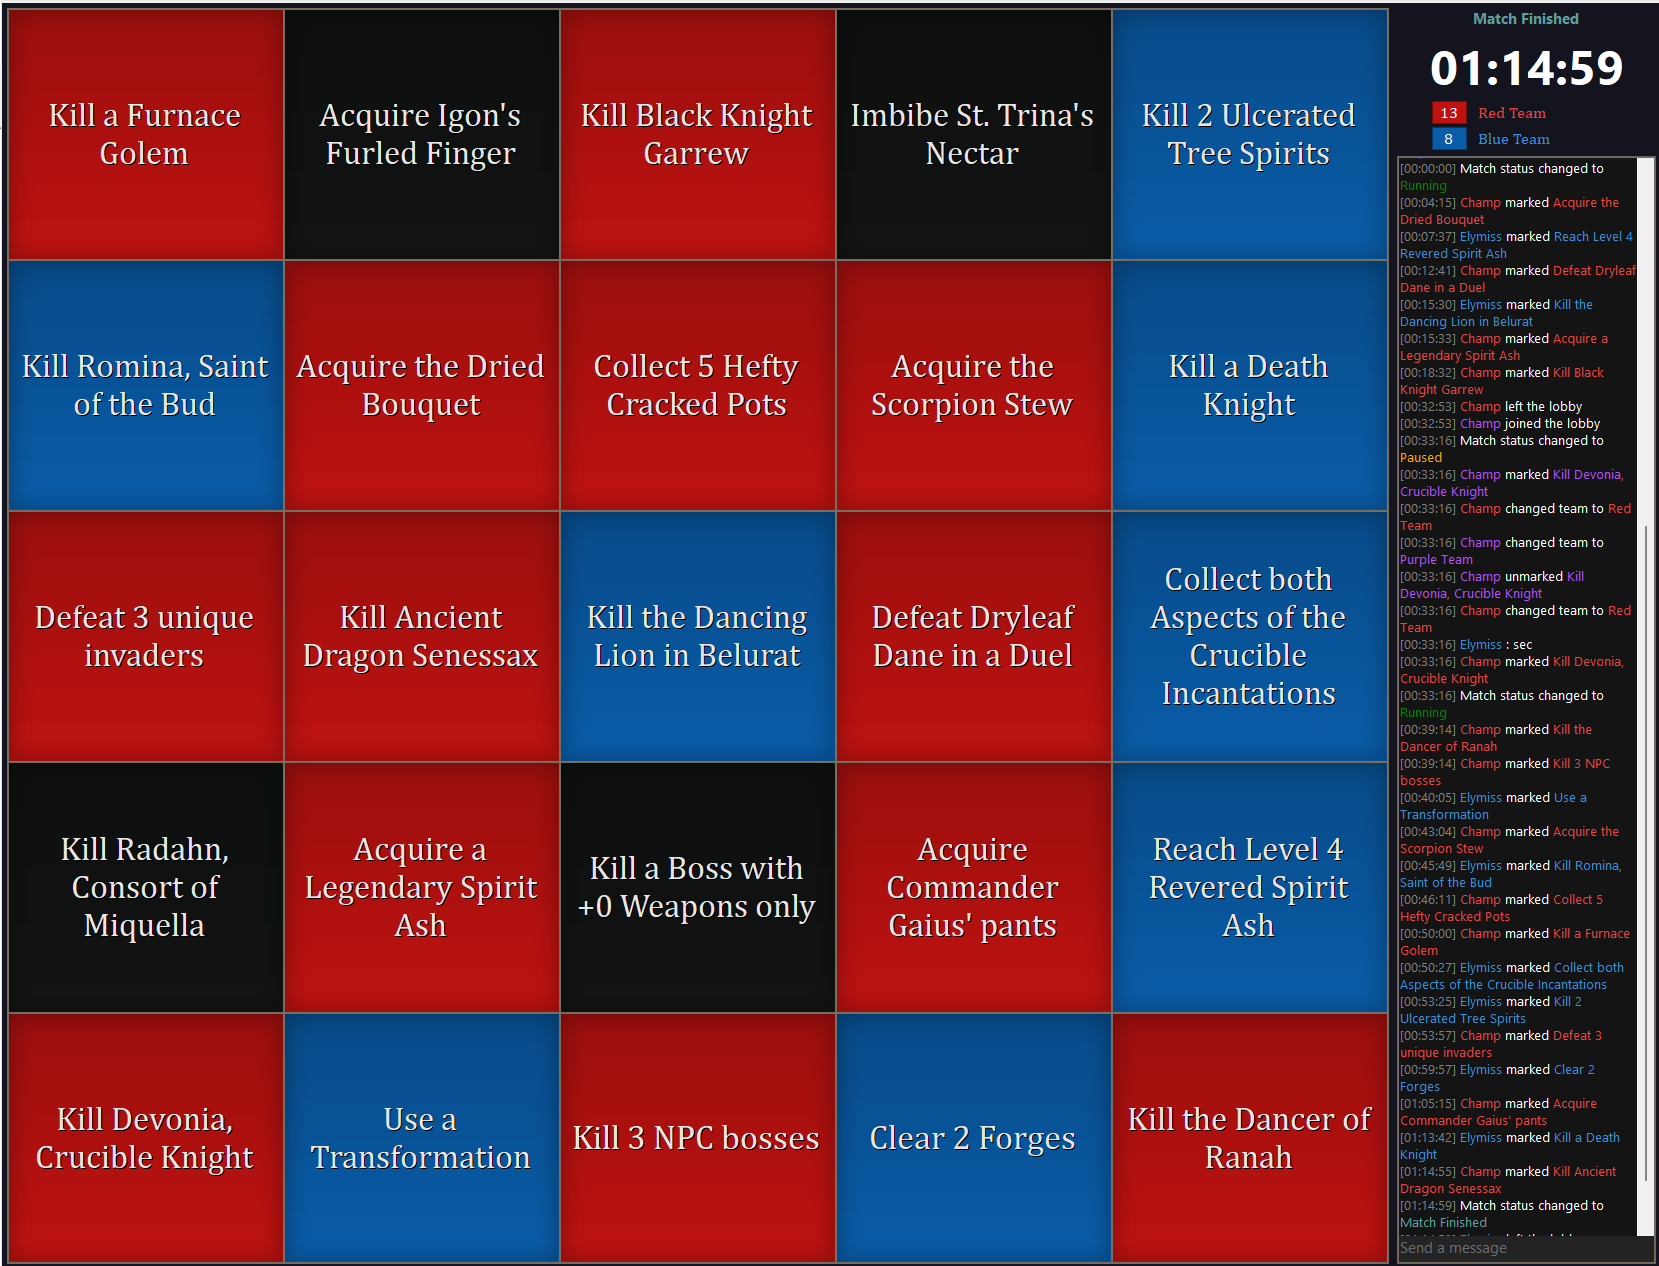 Kill a Furnace
Golem
Acquire Igon's
Furled Finger
Kill Black Knight
Garrew
Imbibe St. Trina's
Nectar
Kill 2 Ulcerated
Tree Spirits
Kill Romina, Saint
of the Bud
Acquire the Dried
Bouquet
Collect 5 Hefty
Cracked Pots
Acquire the
Scorpion Stew
Kill a Death
Knight
Defeat 3 unique
invaders
Kill Ancient
Dragon Senessax
Kill the Dancing
Lion in Belurat
Defeat Dryleaf
Dane in a Duel
Collect both
Aspects of the
Crucible
Incantations
Kill Radahn,
Consort of
Miquella
Acquire a
Legendary Spirit
Ash
Kill a Boss with
+0 Weapons only
Acquire
Commander
Gaius' pants
Reach Level 4
Revered Spirit
Ash
Kill Devonia,
Crucible Knight
Use a
Transformation
Kill 3 NPC bosses
Clear 2 Forges
Kill the Dancer of
Ranah
Match Finished
01:14:59
13 Red Team
8 Blue Team
[00:00:00] Match status changed to
Running
[00:04:15] Champ marked Acquire the
Dried Bouquet
[00:07:37] Elymiss marked Reach Level 4
Revered Spirit Ash
[00:12:41] Champ marked Defeat Dryleaf
Dane in a Duel
[00:15:30] Elymiss marked Kill the
Dancing Lion in Belurat
[00:15:33] Champ marked Acquire a
Legendary Spirit Ash
[00:18:32] Champ marked Kill Black
Knight Garrew
[00:32:53] Champ left the lobby
[00:32:53] Champ joined the lobby
[00:33:16] Match status changed to
Paused
[00:33:16] Champ marked Kill Devonia,
Crucible Knight
[00:33:16] Champ changed team to Red
Team
[00:33:16] Champ changed team to
Purple Team
[00:33:16] Champ unmarked Kill
Devonia, Crucible Knight
[00:33:16] Champ changed team to Red
Team
[00:33:16] Elymiss : sec
[00:33:16] Champ marked Kill Devonia,
Crucible Knight
[00:33:16] Match status changed to
Running
[00:39:14] Champ marked Kill the
Dancer of Ranah
[00:39:14] Champ marked Kill 3 NPC
bosses
[00:40:05] Elymiss marked Use a
Transformation
[00:43:04] Champ marked Acquire the
Scorpion Stew
[00:45:49] Elymiss marked Kill Romina,
Saint of the Bud
[00:46:11] Champ marked Collect 5
Hefty Cracked Pots
[00:50:00] Champ marked Kill a Furnace
Golem
[00:50:27] Elymiss marked Collect both
Aspects of the Crucible Incantations
[00:53:25] Elymiss marked Kill 2
Ulcerated Tree Spirits
[00:53:57] Champ marked Defeat 3
unique invaders
[00:59:57] Elymiss marked Clear 2
Forges
[01:05:15] Champ marked Acquire
Commander Gaius' pants
[01:13:42] Elymiss marked Kill a Death
Knight
[01:14:55] Champ marked Kill Ancient
Dragon Senessax
[01:14:59] Match status changed to
Match Finished
Send a message